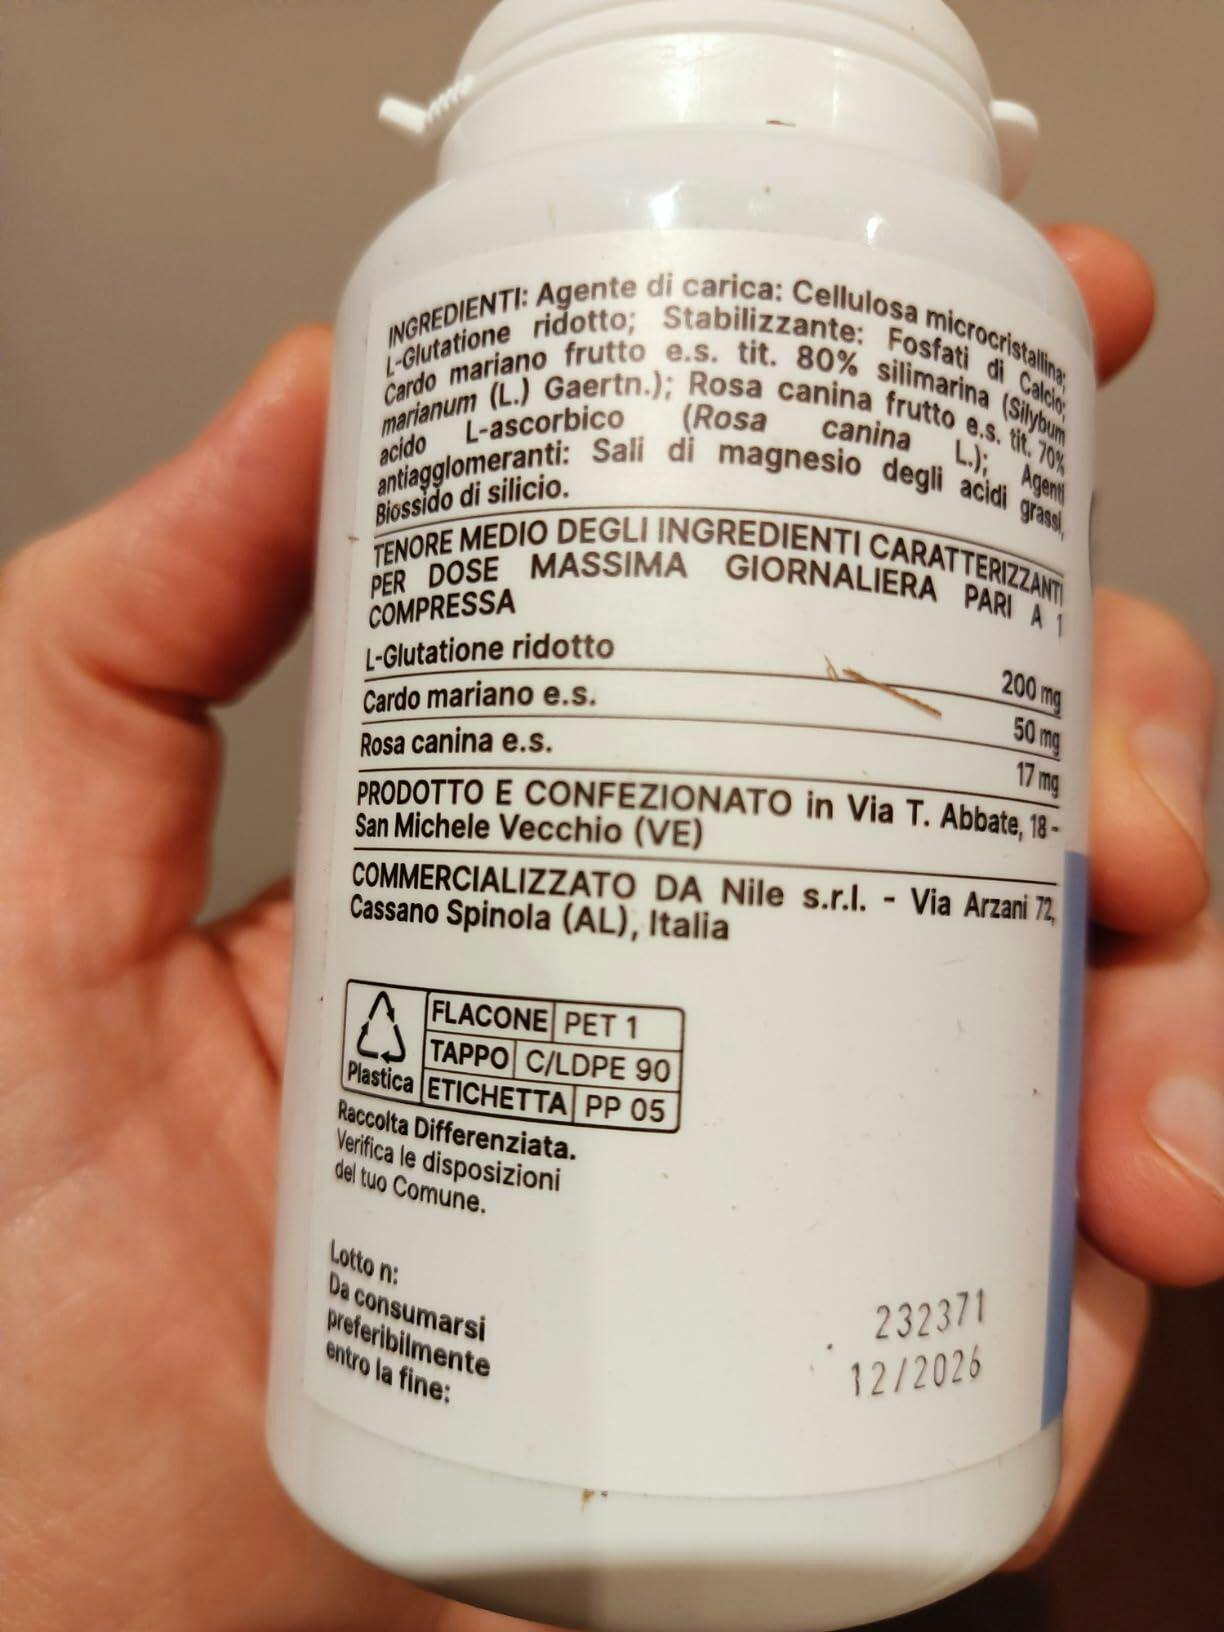 INGREDIENTI: Agente di carica: Cellulosa microcristallina;
L-Glutatione ridotto; Stabilizzante: Fosfati di Calcio;
Cardo mariano frutto e.s. tit. 80% silimarina (Silybum
marianum (L.) Gaertn.); Rosa canina frutto e.s. tit. 70%
acido L-ascorbico (Rosa canina L.); Agenti
antiagglomeranti: Sali di magnesio degli acidi grassi,
Biossido di silicio.
TENORE MEDIO DEGLI INGREDIENTI CARATTERIZZANTI
PER DOSE MASSIMA GIORNALIERA PARI A 1
COMPRESSA
L-Glutatione ridotto 200 mg
Cardo mariano e.s. 50 mg
Rosa canina e.s. 17 mg
PRODOTTO E CONFEZIONATO in Via T. Abbate, 18 -
San Michele Vecchio (VE)
COMMERCIALIZZATO DA Nile s.r.l. - Via Arzani 72,
Cassano Spinola (AL), Italia
FLACONE PET 1
TAPPO C/LDPE 90
Plastica ETICHETTA PP 05
Raccolta Differenziata.
Verifica le disposizioni
del tuo Comune.
Lotto n: 232371
Da consumarsi
preferibilmente
entro la fine: 12/2026